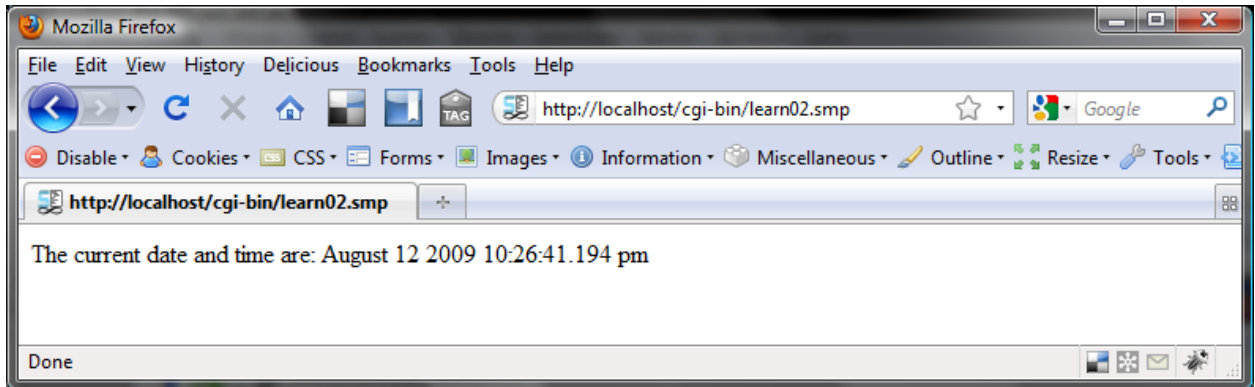 Mozilla Firefox
File Edit View History Delicious Bookmarks Tools Help
TAG http://localhost/cgi-bin/learn02.smp Google
Disable Cookies CSS CSS Forms Images Information Miscellaneous Outline Resize Tools
http://localhost/cgi-bin/learn02.smp
The current date and time are: August 12 2009 10:26:41.194 pm
Done